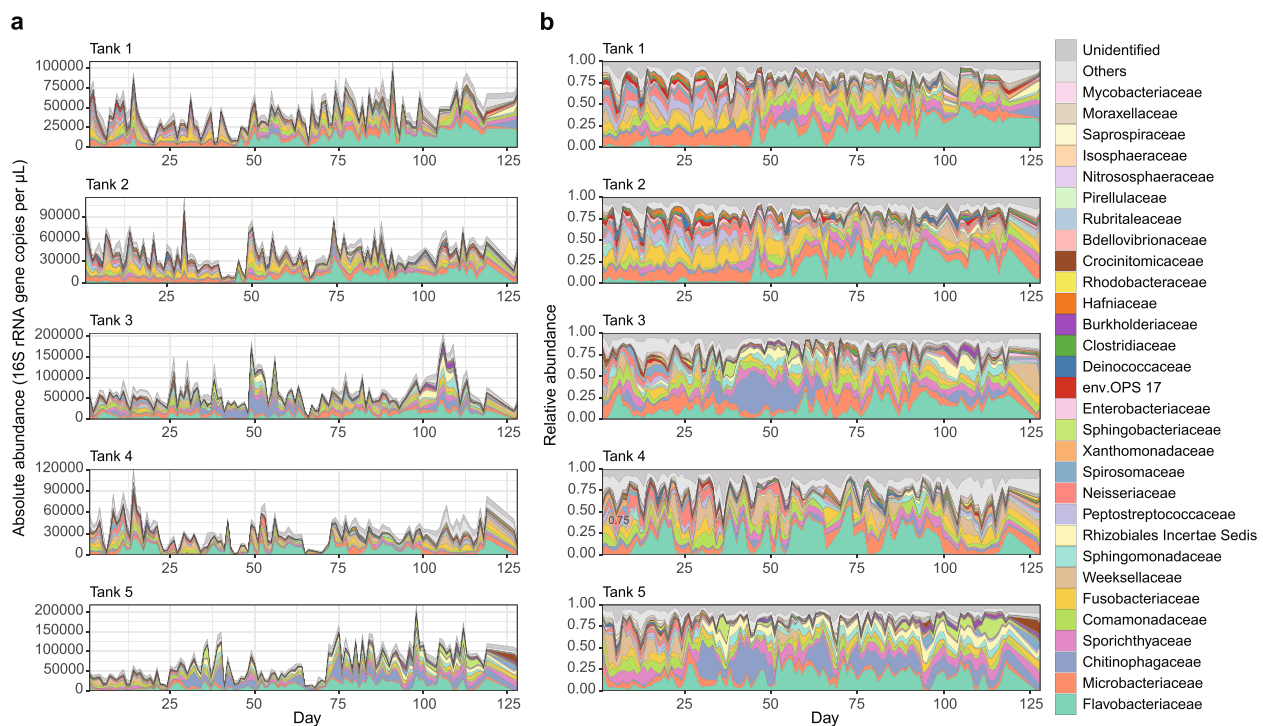 a
b
Absolute abundance (16S rRNA gene copies per µL)
Tank 1
100000
75000
50000
25000
0
25 50 75 100 125
Tank 2
90000
60000
30000
0
25 50 75 100 125
Tank 3
200000
150000
100000
50000
0
25 50 75 100 125
Tank 4
120000
90000
60000
30000
0
25 50 75 100 125
Tank 5
200000
150000
100000
50000
0
25 50 75 100 125
Day
Relative abundance
Tank 1
1.00
0.75
0.50
0.25
0.00
25 50 75 100 125
Tank 2
1.00
0.75
0.50
0.25
0.00
25 50 75 100 125
Tank 3
1.00
0.75
0.50
0.25
0.00
25 50 75 100 125
Tank 4
1.00
0.75
0.50
0.75
0.25
0.00
25 50 75 100 125
Tank 5
1.00
0.75
0.50
0.25
0.00
25 50 75 100 125
Day
Unidentified
Others
Mycobacteriaceae
Moraxellaceae
Saprospiraceae
Isosphaeraceae
Nitrososphaeraceae
Pirellulaceae
Rubritaleaceae
Bdellovibrionaceae
Crocinitomicaceae
Rhodobacteraceae
Hafniaceae
Burkholderiaceae
Clostridiaceae
Deinococcaceae
env.OPS 17
Enterobacteriaceae
Sphingobacteriaceae
Xanthomonadaceae
Spirosomaceae
Neisseriaceae
Peptostreptococcaceae
Rhizobiales Incertae Sedis
Sphingomonadaceae
Weeksellaceae
Fusobacteriaceae
Comamonadaceae
Sporichthyaceae
Chitinophagaceae
Microbacteriaceae
Flavobacteriaceae